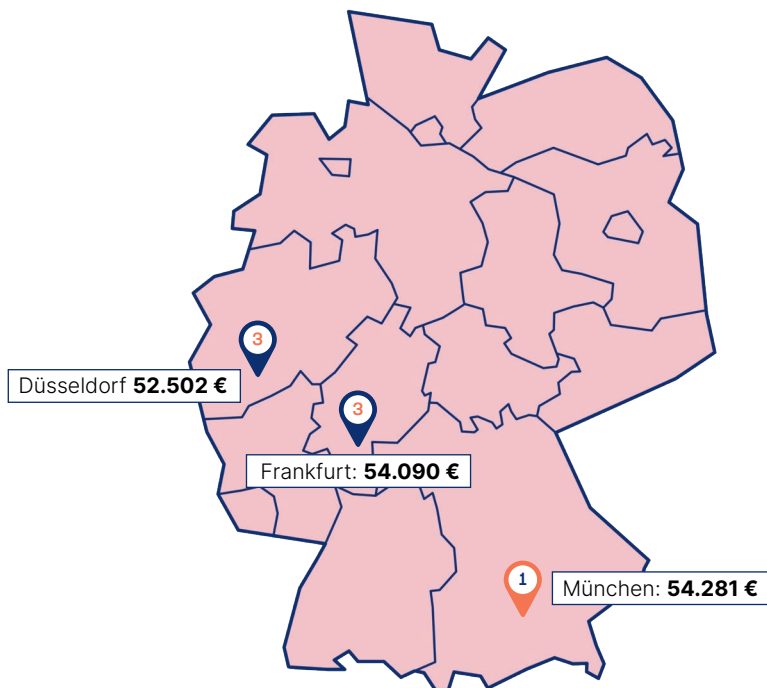 3
Düsseldorf 52.502 €
3
Frankfurt: 54.090 €
1
München: 54.281 €